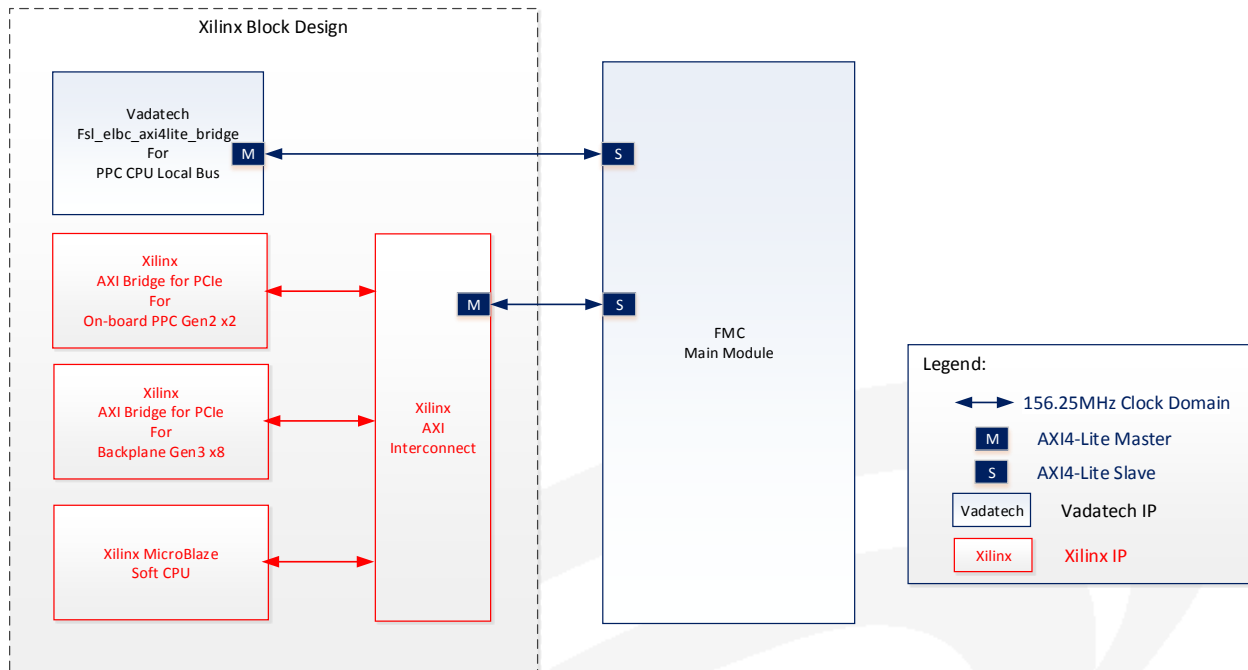 Xilinx Block Design
Vadatech
Fsl_elbc_axi4lite_bridge
For
PPC CPU Local Bus
M
S
Xilinx
AXI Bridge for PCIe
For
On-board PPC Gen2 x2
M
S
Xilinx
AXI Bridge for PCIe
For
Backplane Gen3 x8
Xilinx
AXI
Interconnect
Xilinx MicroBlaze
Soft CPU
FMC
Main Module
Legend:
156.25MHz Clock Domain
M AXI4-Lite Master
S AXI4-Lite Slave
Vadatech Vadatech IP
Xilinx Xilinx IP